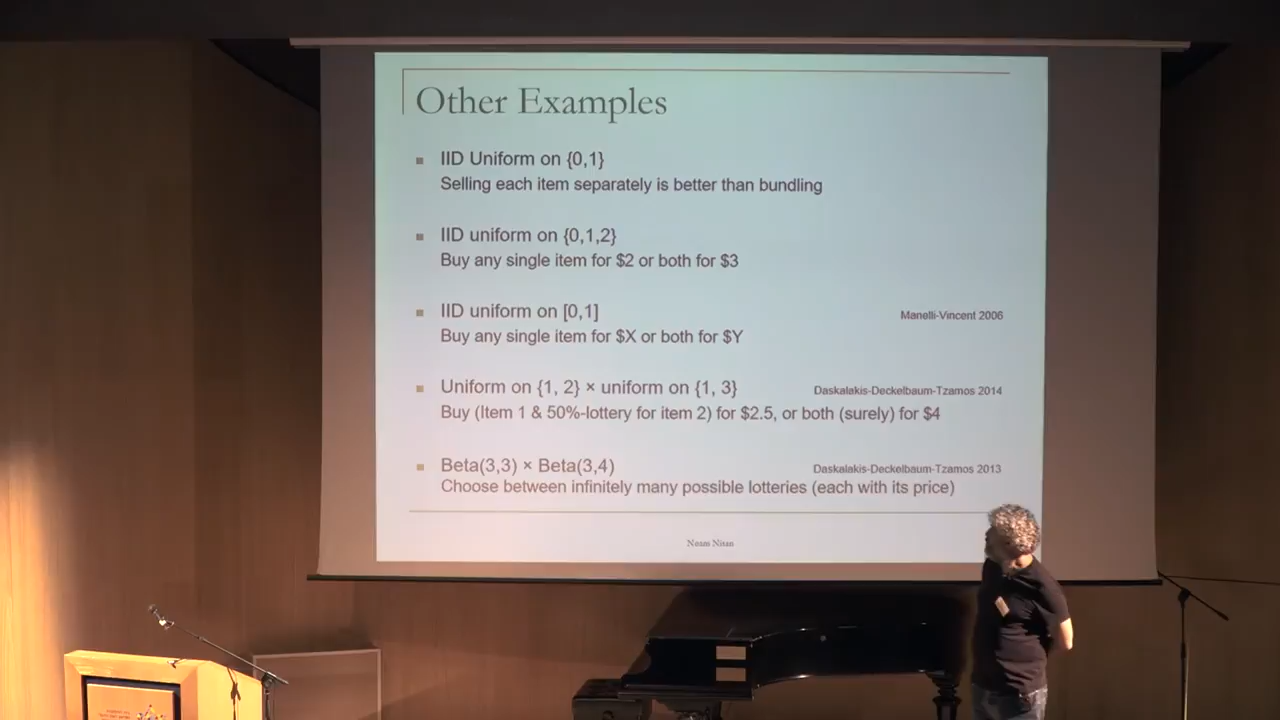 Other Examples
IID Uniform on {0,1}
Selling each item separately is better than bundling
IID uniform on {0,1,2}
Buy any single item for $2 or both for $3
IID uniform on [0,1]
Manelli-Vincent 2006
Buy any single item for $X or both for $Y
Uniform on {1, 2} × uniform on {1, 3}
Daskalakis-Deckelbaum-Tzamos 2014
Buy (Item 1 & 50%-lottery for item 2) for $2.5, or both (surely) for $4
Beta(3,3) × Beta(3,4)
Daskalakis-Deckelbaum-Tzamos 2013
Choose between infinitely many possible lotteries (each with its price)
Noam Nisan